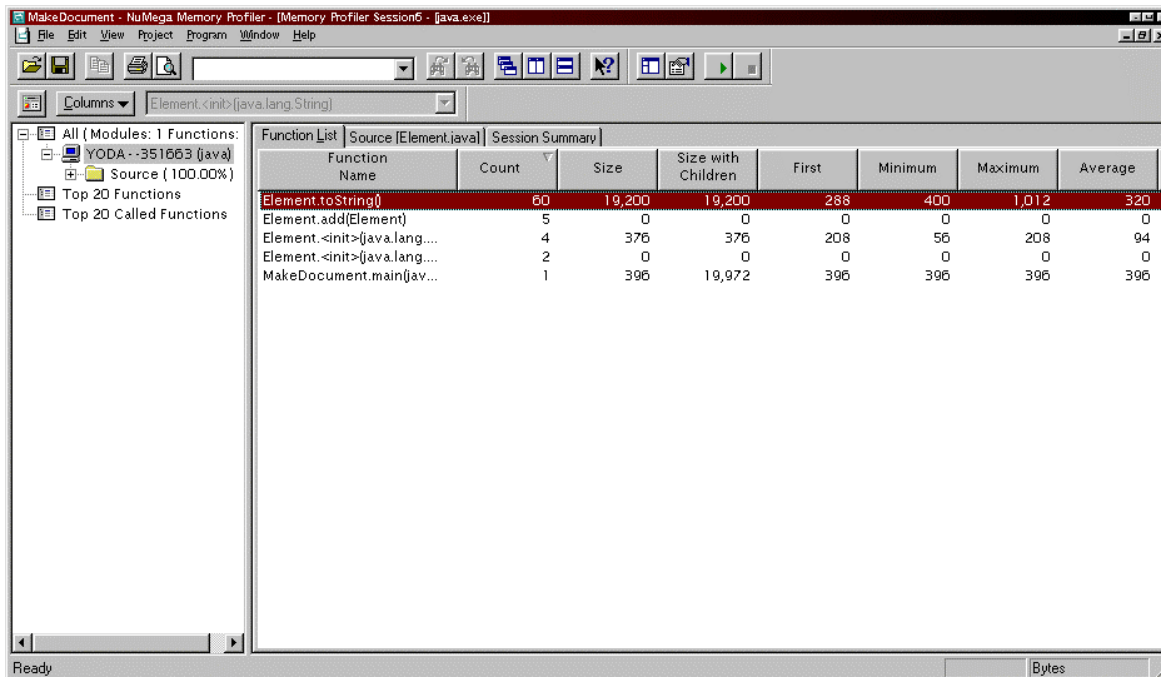 MakeDocument - NuMega Memory Profiler - [Memory Profiler Session6 - [java.exe]]
File Edit View Project Program Window Help
Columns Element.<init>(java.lang.String)
All (Modules: 1 Functions:
YODA--351663 (java)
Source (100.00%)
Top 20 Functions
Top 20 Called Functions
Function List Source [Element.java] Session Summary
Function Name Count Size Size with Children First Minimum Maximum Average
Element.toString() 60 19,200 19,200 288 400 1,012 320
Element.add(Element) 5 0 0 0 0 0 0
Element.<init>(java.lang.... 4 376 376 208 56 208 94
Element.<init>(java.lang.... 2 0 0 0 0 0 0
MakeDocument.main(jav... 1 396 19,972 396 396 396 396
Ready Bytes